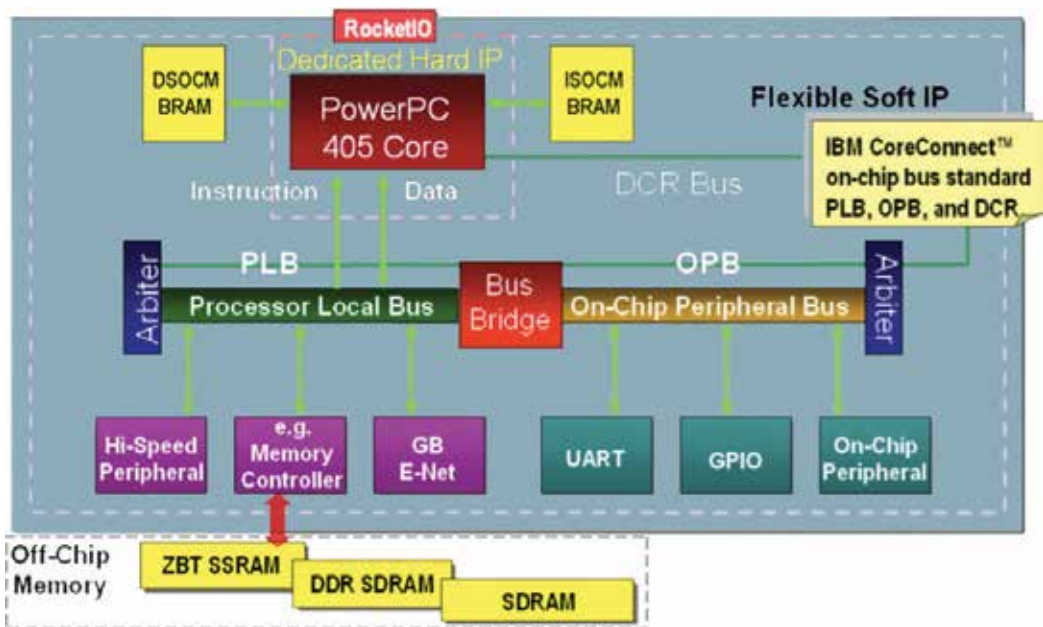 RocketIO
Dedicated Hard IP
DSOCM
BRAM
PowerPC
405 Core
ISOCM
BRAM
Flexible Soft IP
IBM CoreConnect™
on-chip bus standard
PLB, OPB, and DCR
DCR Bus
Instruction
Data
Arbiter
PLB
Processor Local Bus
Bus
Bridge
OPB
On-Chip Peripheral Bus
Arbiter
Hi-Speed
Peripheral
e.g.
Memory
Controller
GB
E-Net
UART
GPIO
On-Chip
Peripheral
Off-Chip
Memory
ZBT SSRAM
DDR SDRAM
SDRAM